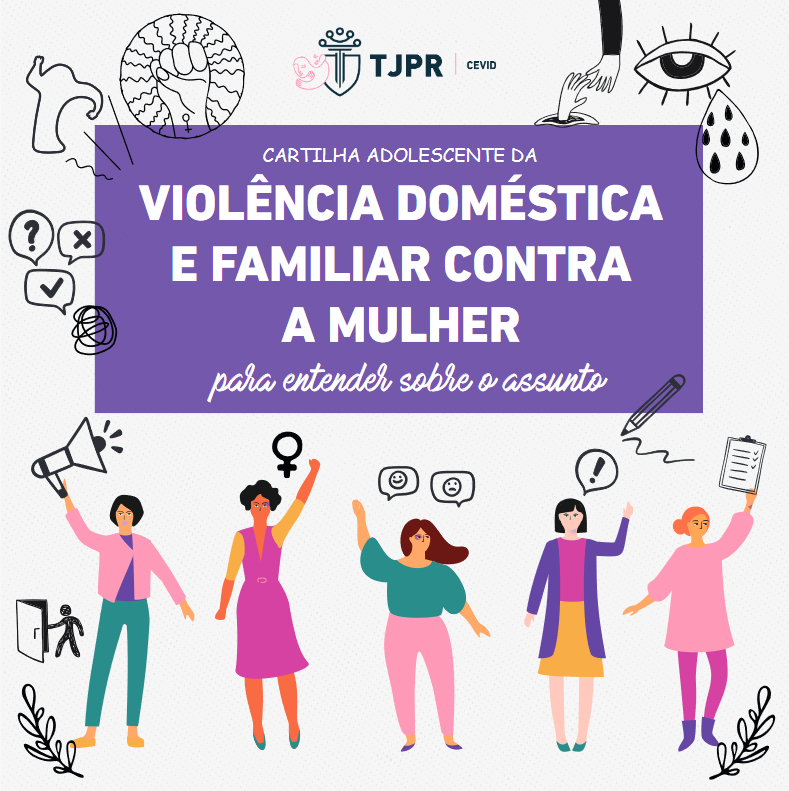 TJPR | CEVID
CARTILHA ADOLESCENTE DA
VIOLÊNCIA DOMÉSTICA
E FAMILIAR CONTRA
A MULHER
para entender sobre o assunto
?
!